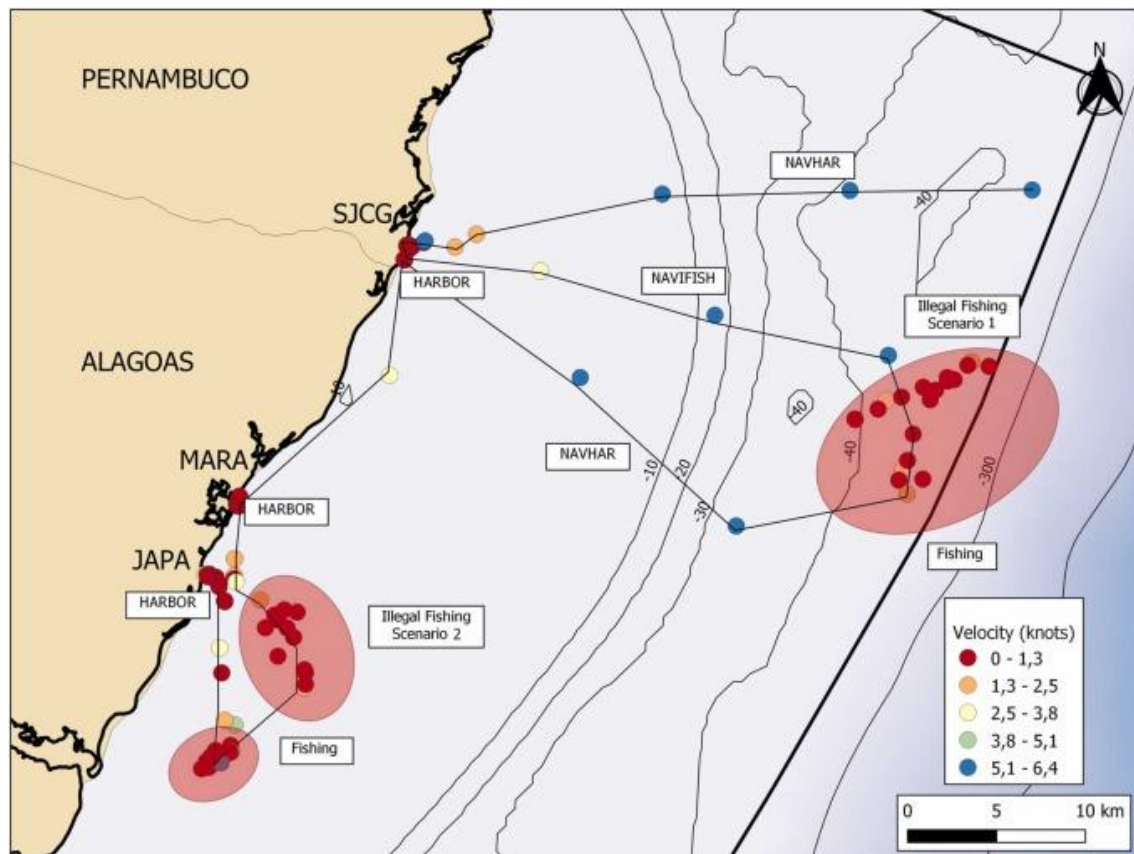 N
PERNAMBUCO
NAVHAR
SJCG
-40
HARBOR
NAVIFISH
Illegal Fishing
Scenario 1
ALAGOAS
-40
-40
-300
MARA
HARBOR
NAVHAR
-10
-20
-30
JAPA
HARBOR
Fishing
Illegal Fishing
Scenario 2
Velocity (knots)
0 - 1,3
1,3 - 2,5
2,5 - 3,8
3,8 - 5,1
5,1 - 6,4
Fishing
0 5 10 km